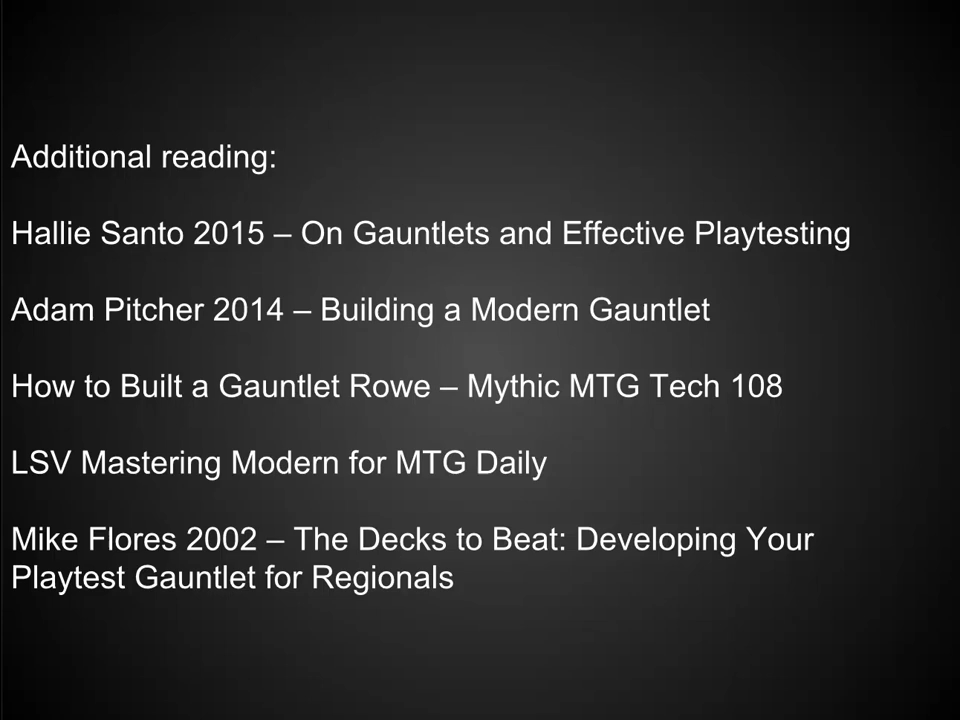 Additional reading:
Hallie Santo 2015 – On Gauntlets and Effective Playtesting
Adam Pitcher 2014 – Building a Modern Gauntlet
How to Built a Gauntlet Rowe – Mythic MTG Tech 108
LSV Mastering Modern for MTG Daily
Mike Flores 2002 – The Decks to Beat: Developing Your
Playtest Gauntlet for Regionals